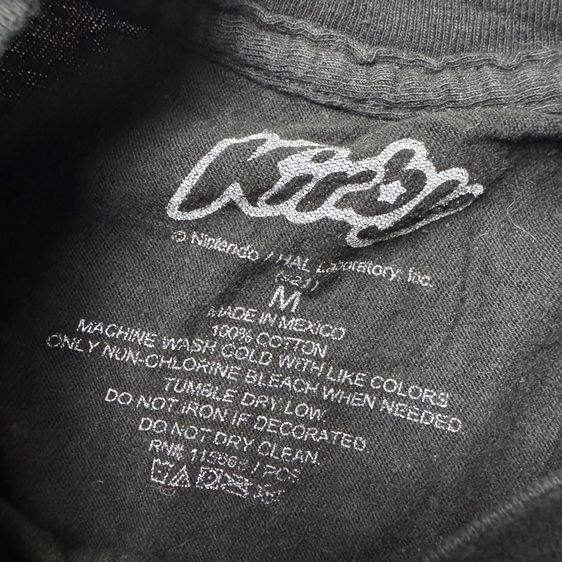 Kirby
© Nintendo / HAL Laboratory, Inc.
M
MADE IN MEXICO
100% COTTON
MACHINE WASH COLD WITH LIKE COLORS
ONLY NON-CHLORINE BLEACH WHEN NEEDED.
TUMBLE DRY LOW.
DO NOT IRON IF DECORATED.
DO NOT DRY CLEAN.
RN#